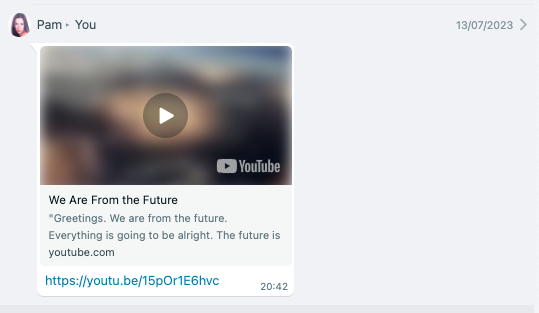 Pam ▸ You
13/07/2023
YouTube
We Are From the Future
"Greetings. We are from the future.
Everything is going to be alright. The future is
youtube.com
https://youtu.be/15pOr1E6hvc
20:42